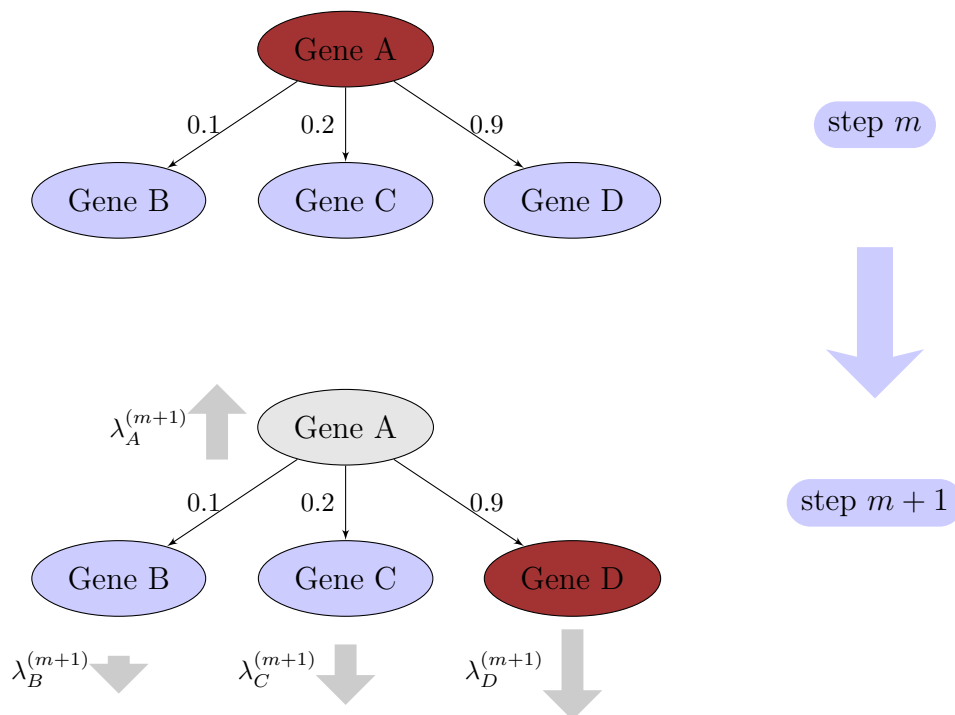 Gene A
0.1
0.2
0.9
step m
Gene B
Gene C
Gene D
λ_A^{(m+1)}
Gene A
0.1
0.2
0.9
step m + 1
Gene B
Gene C
Gene D
λ_B^{(m+1)}
λ_C^{(m+1)}
λ_D^{(m+1)}